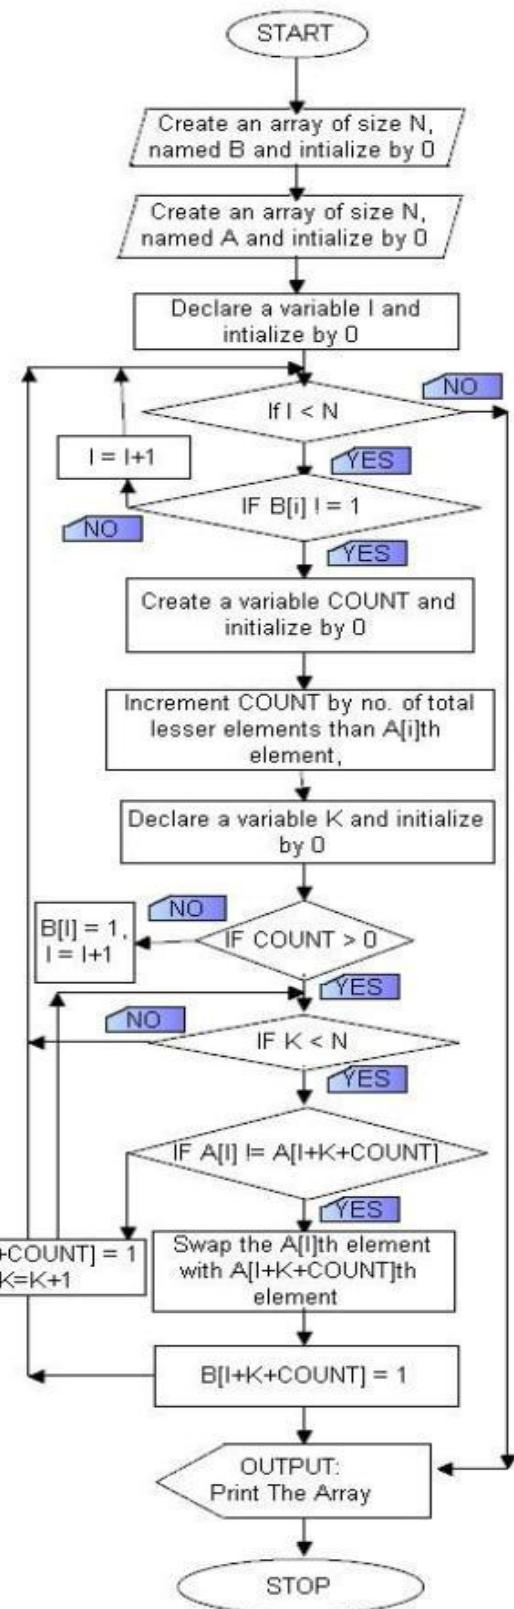 START
Create an array of size N,
named B and intialize by 0
Create an array of size N,
named A and intialize by 0
Declare a variable I and
intialize by 0
If I < N
NO
I = I+1
YES
IF B[i] ! = 1
NO
YES
Create a variable COUNT and
initialize by 0
Increment COUNT by no. of total
lesser elements than A[i]th
element,
Declare a variable K and initialize
by 0
NO
B[I] = 1,
I = I+1
IF COUNT > 0
YES
NO
IF K < N
YES
IF A[I] != A[I+K+COUNT]
YES
+COUNT] = 1
K=K+1
Swap the A[I]th element
with A[I+K+COUNT]th
element
B[I+K+COUNT] = 1
OUTPUT:
Print The Array
STOP